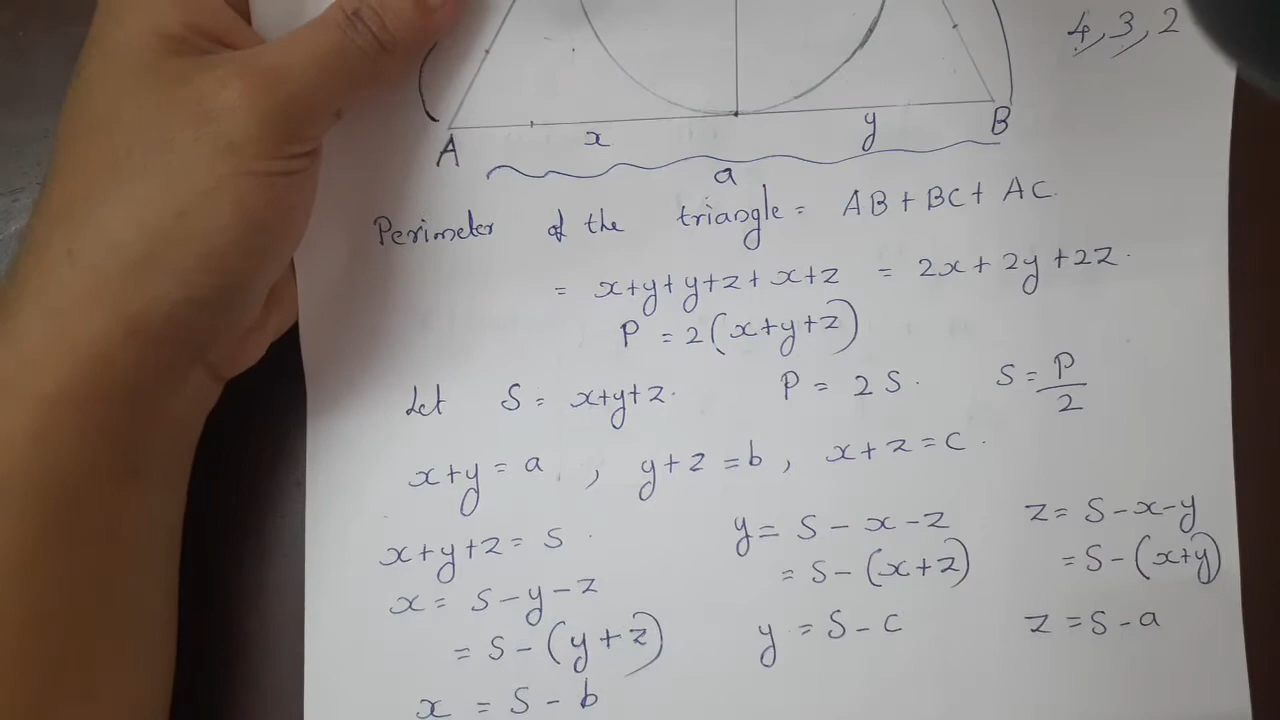 4, 3, 2
x y
A B
a
Perimeter of the triangle = AB + BC + AC.
= x+y+y+z+x+z = 2x+2y+2z.
P = 2(x+y+z)
Let S = x+y+z. P = 2S. S = P/2
x+y = a, y+z = b, x+z = c.
x+y+z = S. y = S-x-z z = S-x-y
x = S-y-z = S-(x+z) = S-(x+y)
= S-(y+z) y = S-c z = S-a
x = S-b